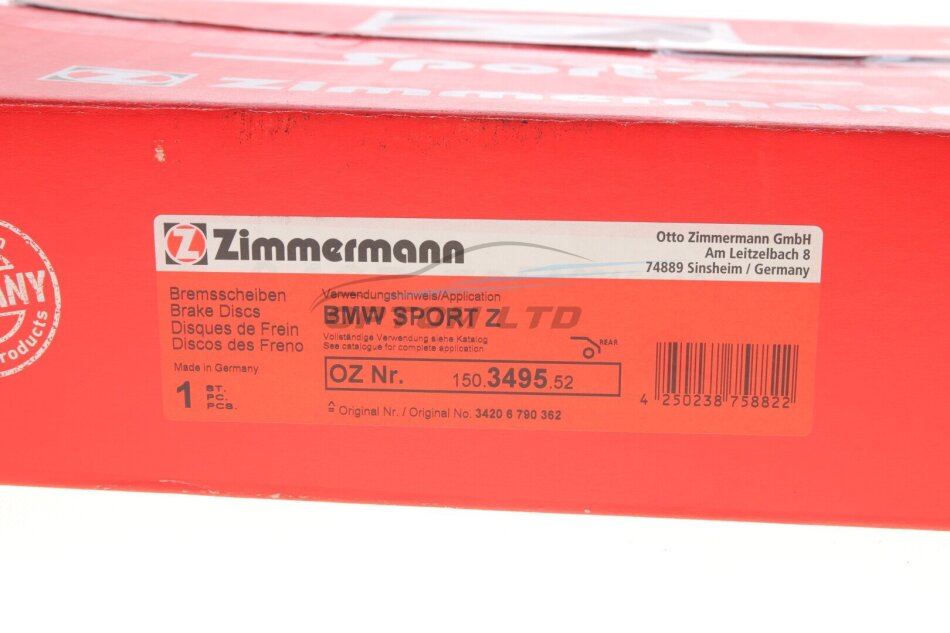 Sport Z
Zimmermann
Zimmermann
Otto Zimmermann GmbH
Am Leitzelbach 8
74889 Sinsheim / Germany
Bremsscheiben
Brake Discs
Disques de Frein
Discos des Freno
Made in Germany
1 ST.
PC.
PCS.
Verwendungshinweis/Application
BMW SPORT Z
Vollständige Verwendung siehe Katalog
See catalogue for complete application
REAR
OZ Nr. 150.3495.52
≙ Original Nr. / Original No. 3420 6 790 362
4 250238 758822
ANY
roducts